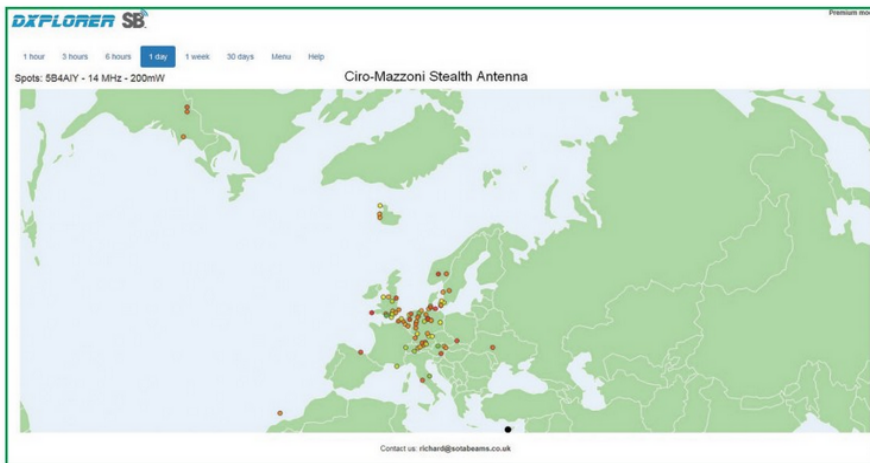 Premium mod
DXPLORER SB
1 hour 3 hours 6 hours 1 day 1 week 30 days Menu Help
Spots: 5B4AIY - 14 MHz - 200mW
Ciro-Mazzoni Stealth Antenna
Contact us: richard@sotabeams.co.uk